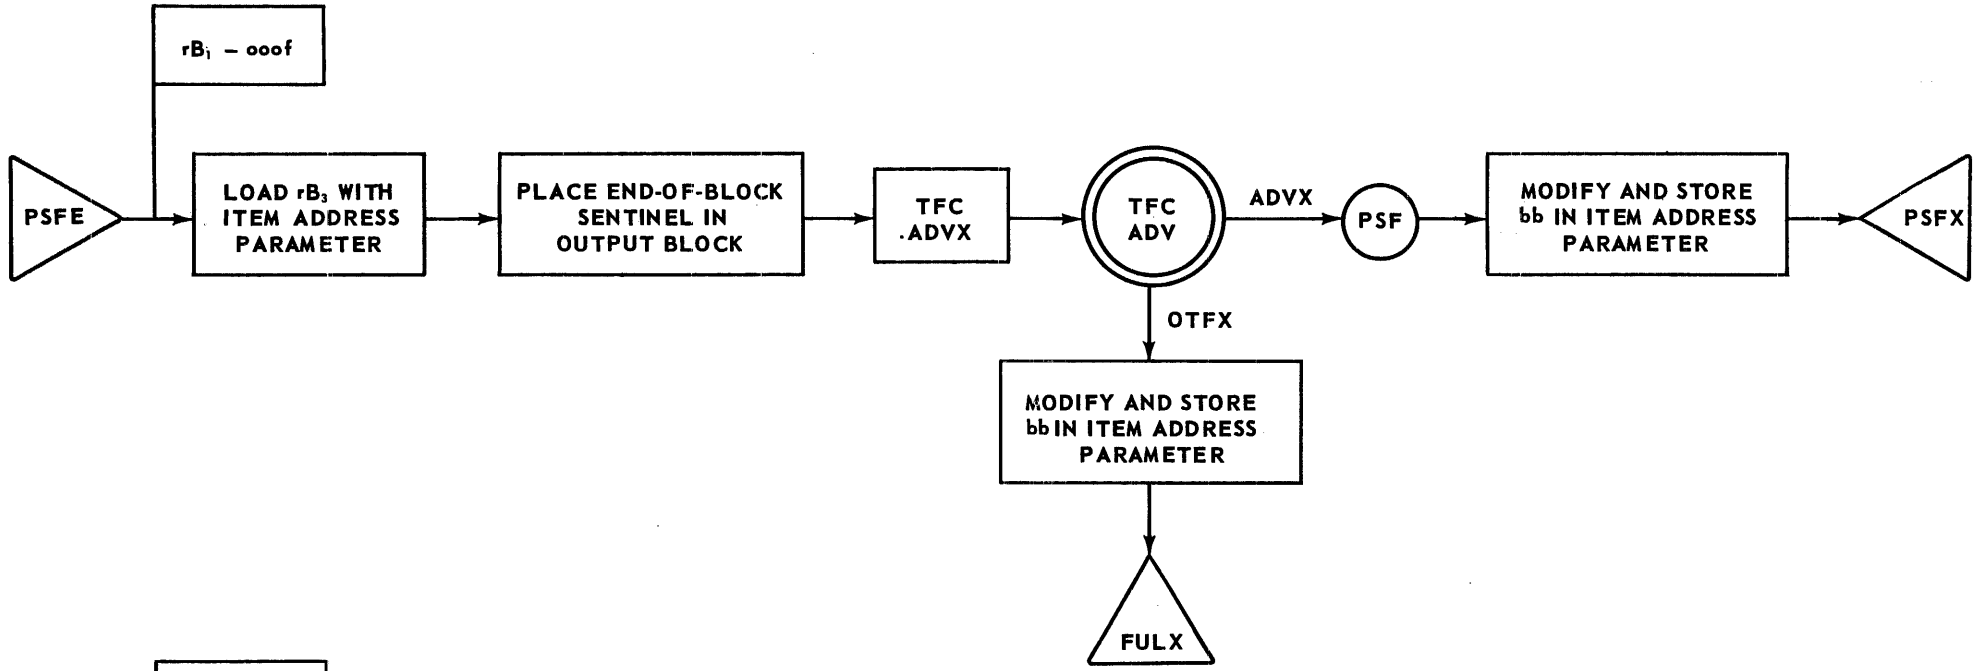 rB₁ – ooof
PSFE
LOAD rB₃ WITH
ITEM ADDRESS
PARAMETER
PLACE END-OF-BLOCK
SENTINEL IN
OUTPUT BLOCK
TFC
.ADVX
TFC
ADV
ADVX
PSF
MODIFY AND STORE
bb IN ITEM ADDRESS
PARAMETER
PSFX
OTFX
MODIFY AND STORE
bb IN ITEM ADDRESS
PARAMETER
FULX